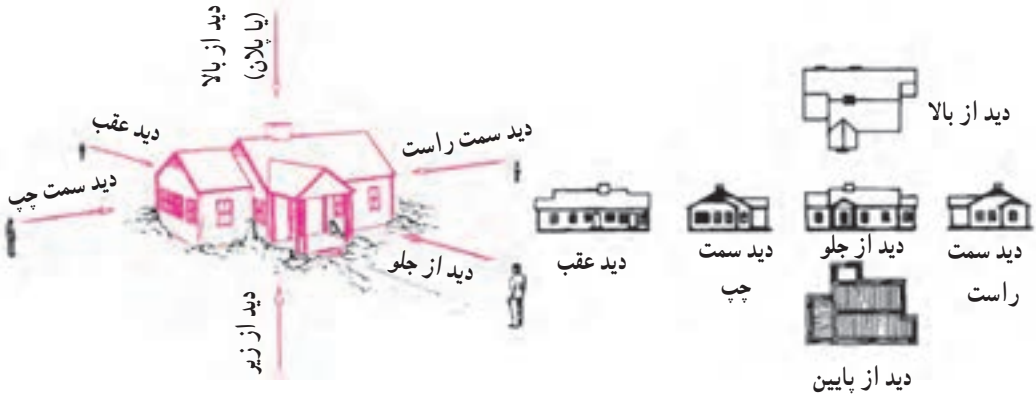 دید از بالا
(یا پلان)
دید عقب
دید سمت راست
دید سمت چپ
دید از جلو
دید از زیر
دید از بالا
دید سمت
راست
دید از جلو
دید سمت
چپ
دید عقب
دید از پایین